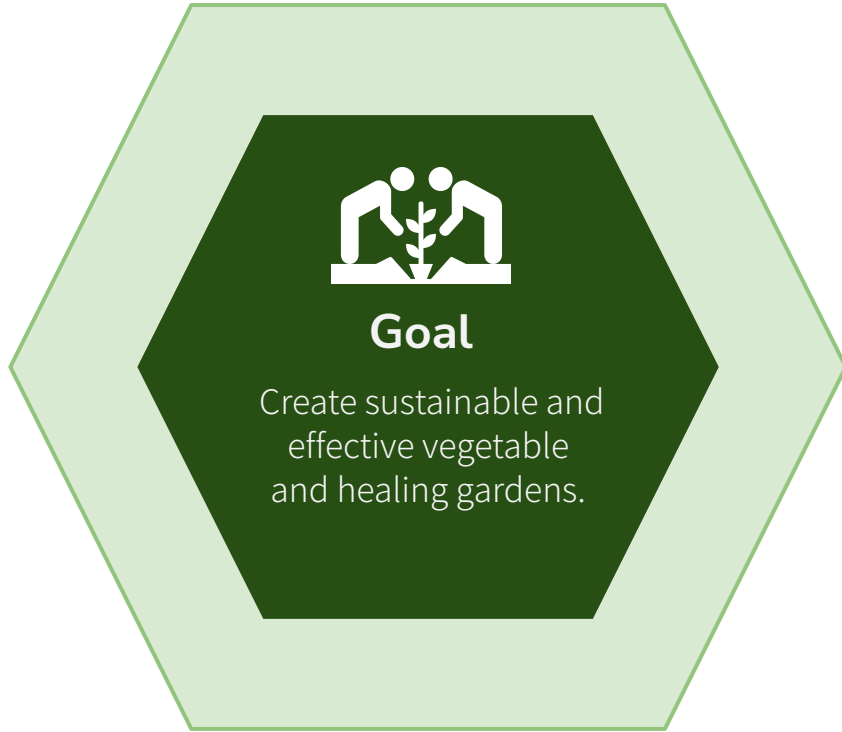 Goal
Create sustainable and
effective vegetable
and healing gardens.